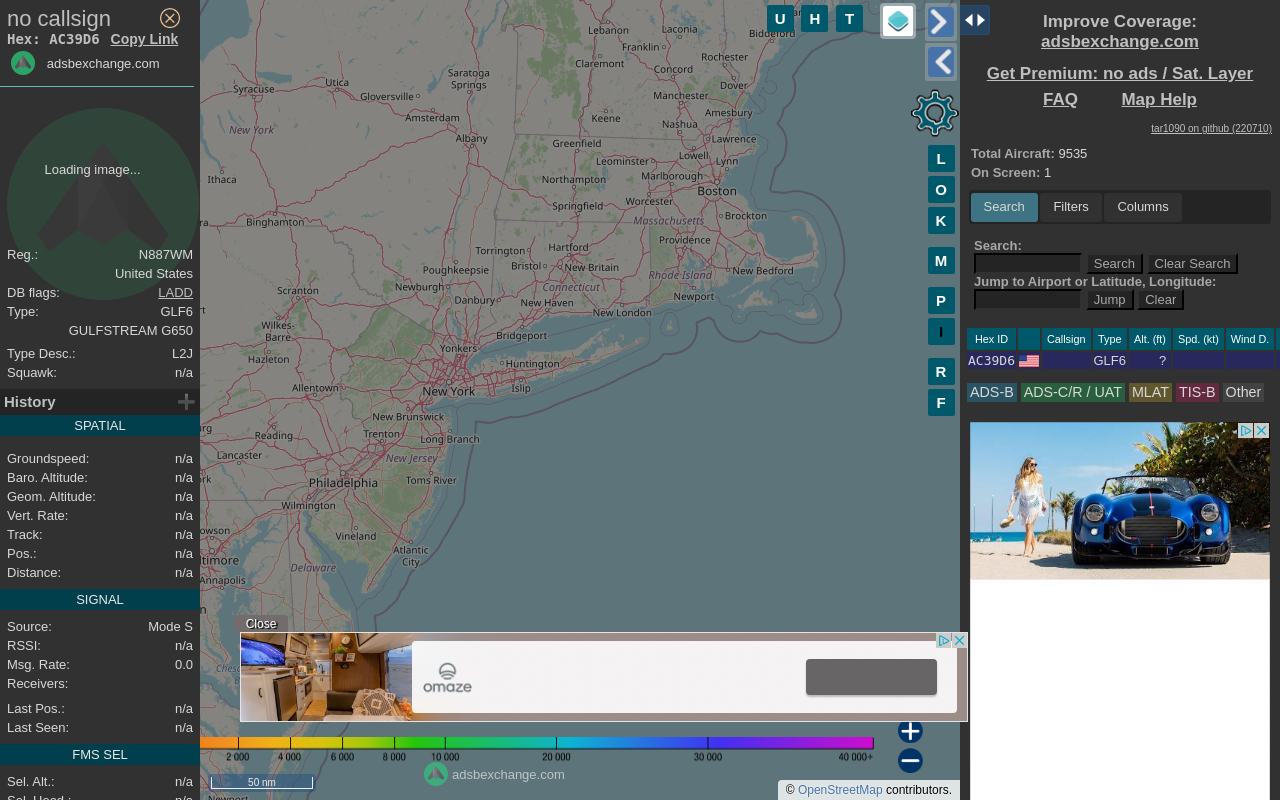 no callsign
Hex: AC39D6 Copy Link
adsbexchange.com
Loading image...
Reg.: N887WM
United States
DB flags: LADD
Type: GLF6
GULFSTREAM G650
Type Desc.: L2J
Squawk: n/a
History
SPATIAL
Groundspeed: n/a
Baro. Altitude: n/a
Geom. Altitude: n/a
Vert. Rate: n/a
Track: n/a
Pos.: n/a
Distance: n/a
SIGNAL
Source: Mode S
RSSI: n/a
Msg. Rate: 0.0
Receivers:
Last Pos.: n/a
Last Seen: n/a
FMS SEL
Sel. Alt.: n/a
U H T
L
O
K
M
P
I
R
F
Lebanon
Laconia
Franklin
Biddeford
Claremont
Rochester
Concord
Dover
Saratoga
Springs
Utica
Syracuse
Gloversville
Manchester
Amesbury
Amsterdam
Keene
Nashua
New York
Albany
Lawrence
Greenfield
Lowell
Leominster
Lynn
Marlborough
Ithaca
Northampton
Boston
Worcester
Springfield
Brockton
Binghamton
Massachusetts
Providence
Torrington
Hartford
Bristol
New Britain
Poughkeepsie
New Bedford
Rhode Island
Connecticut
Scranton
Newburgh
Danbury
New Haven
Newport
New London
Wilkes-
Barre
Bridgeport
Yonkers
Hazleton
Huntington
Allentown
New York
Islip
New Brunswick
Reading
Trenton
Long Branch
Lancaster
New Jersey
Philadelphia
Toms River
Wilmington
Vineland
Atlantic
City
Delaware
Annapolis
Close
omaze
2 000 4 000 6 000 8 000 10 000 20 000 30 000 40 000+
adsbexchange.com
50 nm
© OpenStreetMap contributors.
Improve Coverage:
adsbexchange.com
Get Premium: no ads / Sat. Layer
FAQ Map Help
tar1090 on github (220710)
Total Aircraft: 9535
On Screen: 1
Search Filters Columns
Search:
Search Clear Search
Jump to Airport or Latitude, Longitude:
Jump Clear
Hex ID Callsign Type Alt. (ft) Spd. (kt) Wind D.
AC39D6 GLF6 ?
ADS-B ADS-C/R / UAT MLAT TIS-B Other